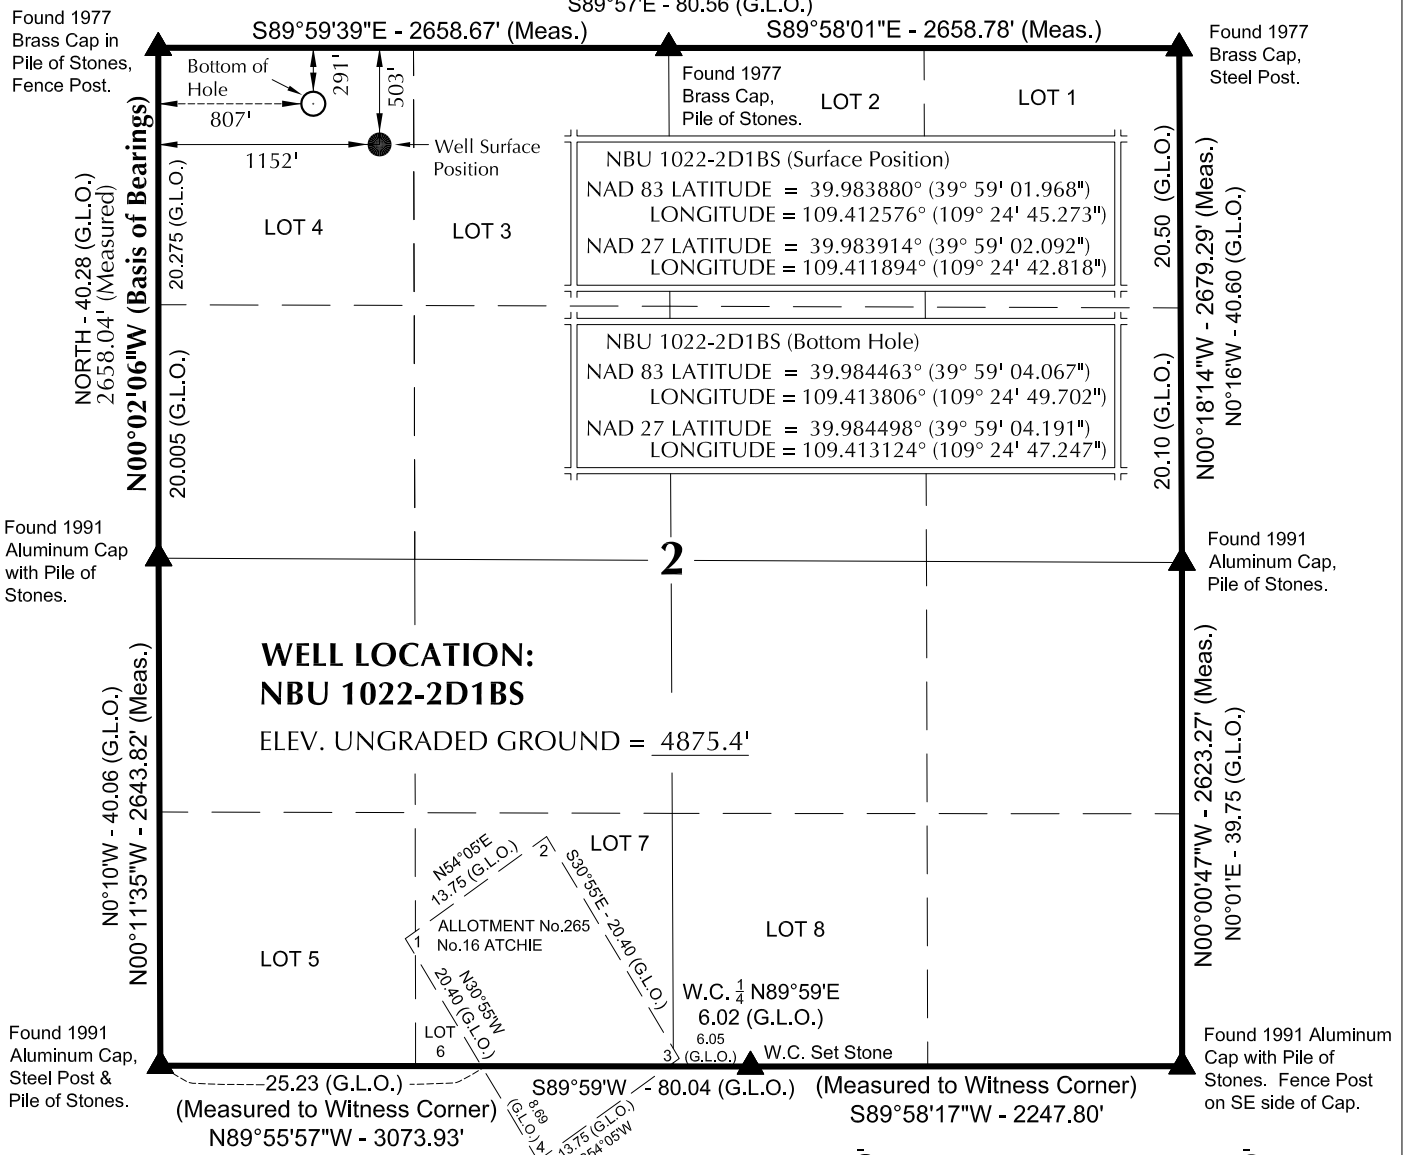 S89°57'E - 80.56 (G.L.O.)
S89°59'39"E - 2658.67' (Meas.)
S89°58'01"E - 2658.78' (Meas.)
Found 1977
Brass Cap in
Pile of Stones,
Fence Post.
Found 1977
Brass Cap,
Pile of Stones.
Found 1977
Brass Cap,
Steel Post.
Bottom of
Hole
291'
503'
807'
1152'
Well Surface
Position
LOT 4
LOT 3
LOT 2
LOT 1
NBU 1022-2D1BS (Surface Position)
NAD 83 LATITUDE = 39.983880° (39° 59' 01.968")
LONGITUDE = 109.412576° (109° 24' 45.273")
NAD 27 LATITUDE = 39.983914° (39° 59' 02.092")
LONGITUDE = 109.411894° (109° 24' 42.818")
NBU 1022-2D1BS (Bottom Hole)
NAD 83 LATITUDE = 39.984463° (39° 59' 04.067")
LONGITUDE = 109.413806° (109° 24' 49.702")
NAD 27 LATITUDE = 39.984498° (39° 59' 04.191")
LONGITUDE = 109.413124° (109° 24' 47.247")
NORTH - 40.28 (G.L.O.)
2658.04' (Measured)
N00°02'06"W (Basis of Bearings)
20.275 (G.L.O.)
20.005 (G.L.O.)
20.50 (G.L.O.)
20.10 (G.L.O.)
N00°18'14"W - 2679.29' (Meas.)
N0°16'W - 40.60 (G.L.O.)
Found 1991
Aluminum Cap
with Pile of
Stones.
2
Found 1991
Aluminum Cap,
Pile of Stones.
WELL LOCATION:
NBU 1022-2D1BS
ELEV. UNGRADED GROUND = 4875.4'
N0°10'W - 40.06 (G.L.O.)
N00°11'35"W - 2643.82' (Meas.)
N00°00'47"W - 2623.27' (Meas.)
N0°01'E - 39.75 (G.L.O.)
LOT 7
N54°05'E
13.75 (G.L.O.)
2
S30°55'E - 20.40 (G.L.O.)
ALLOTMENT No.265
No.16 ATCHIE
1
LOT 5
LOT 8
N30°55'W
20.40 (G.L.O.)
LOT
6
W.C. 1/4 N89°59'E
6.02 (G.L.O.)
6.05
(G.L.O.)
3
W.C. Set Stone
Found 1991
Aluminum Cap,
Steel Post &
Pile of Stones.
Found 1991 Aluminum
Cap with Pile of
Stones. Fence Post
on SE side of Cap.
25.23 (G.L.O.)
S89°59'W - 80.04 (G.L.O.)
(Measured to Witness Corner)
N89°55'57"W - 3073.93'
(Measured to Witness Corner)
S89°58'17"W - 2247.80'
8.69
(G.L.O.)
4
13.75 (G.L.O.)
S54°05'W